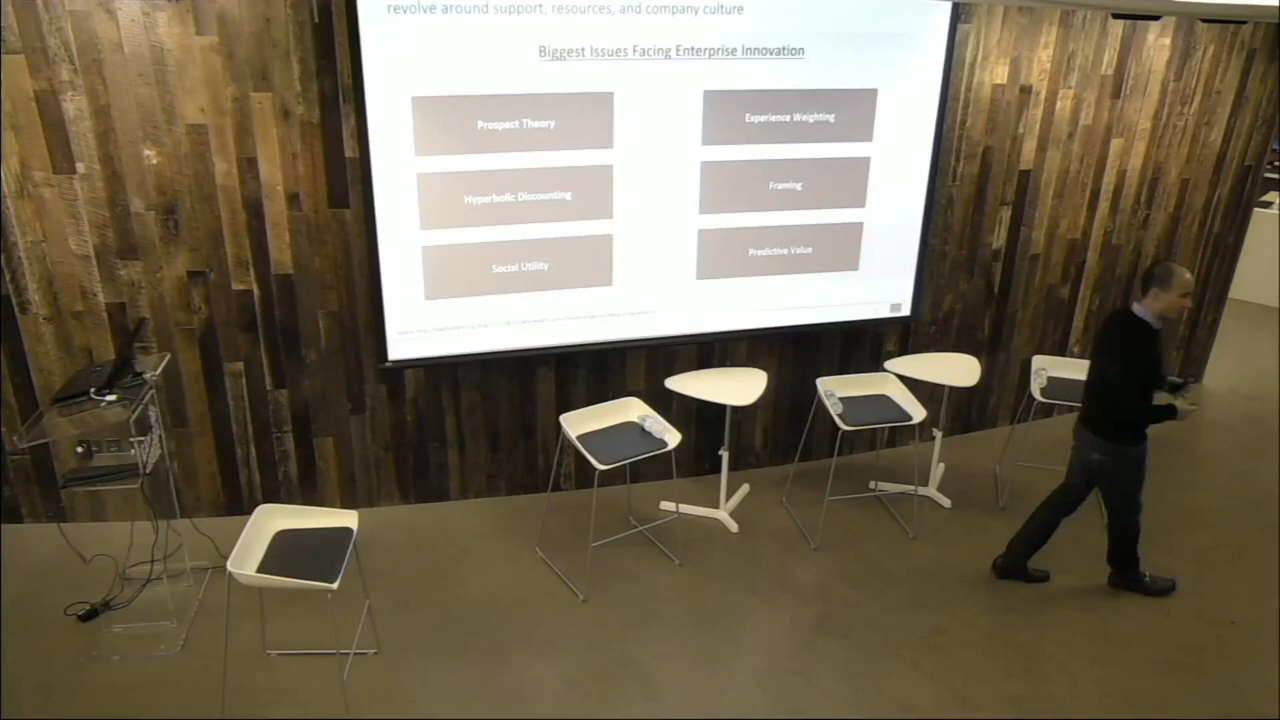 revolve around support, resources, and company culture
Biggest Issues Facing Enterprise Innovation
Prospect Theory
Experience Weighting
Hyperbolic Discounting
Framing
Social Utility
Predictive Value